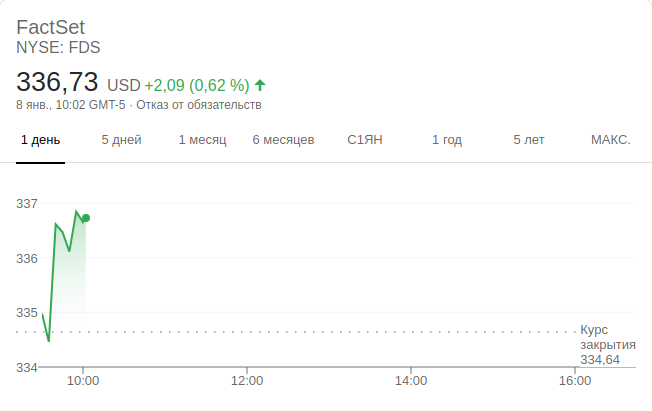 FactSet
NYSE: FDS
336,73 USD +2,09 (0,62 %)
8 янв., 10:02 GMT-5 · Отказ от обязательств
1 день 5 дней 1 месяц 6 месяцев С1ЯН 1 год 5 лет МАКС.
337
336
335
334
Курс
закрытия
334,64
10:00 12:00 14:00 16:00